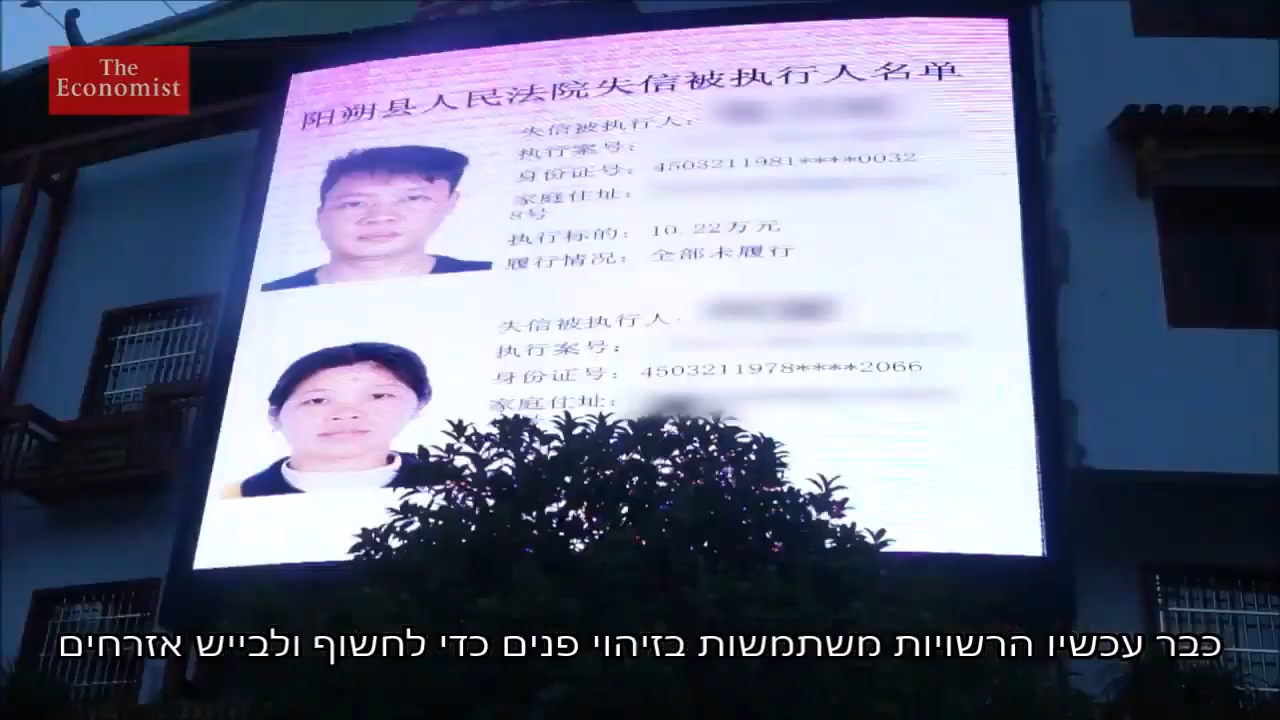 The
Economist
阳朔县人民法院失信被执行人名单
失信被执行人:
执行案号:
身份证号: 4503211981****0032
家庭住址:
8号
执行标的: 10.22万元
履行情况: 全部未履行
失信被执行人
执行案号:
身份证号: 4503211978****2066
家庭住址:
כבר עכשיו הרשויות משתמשות בזיהוי פנים כדי לחשוף ולבייש אזרחים